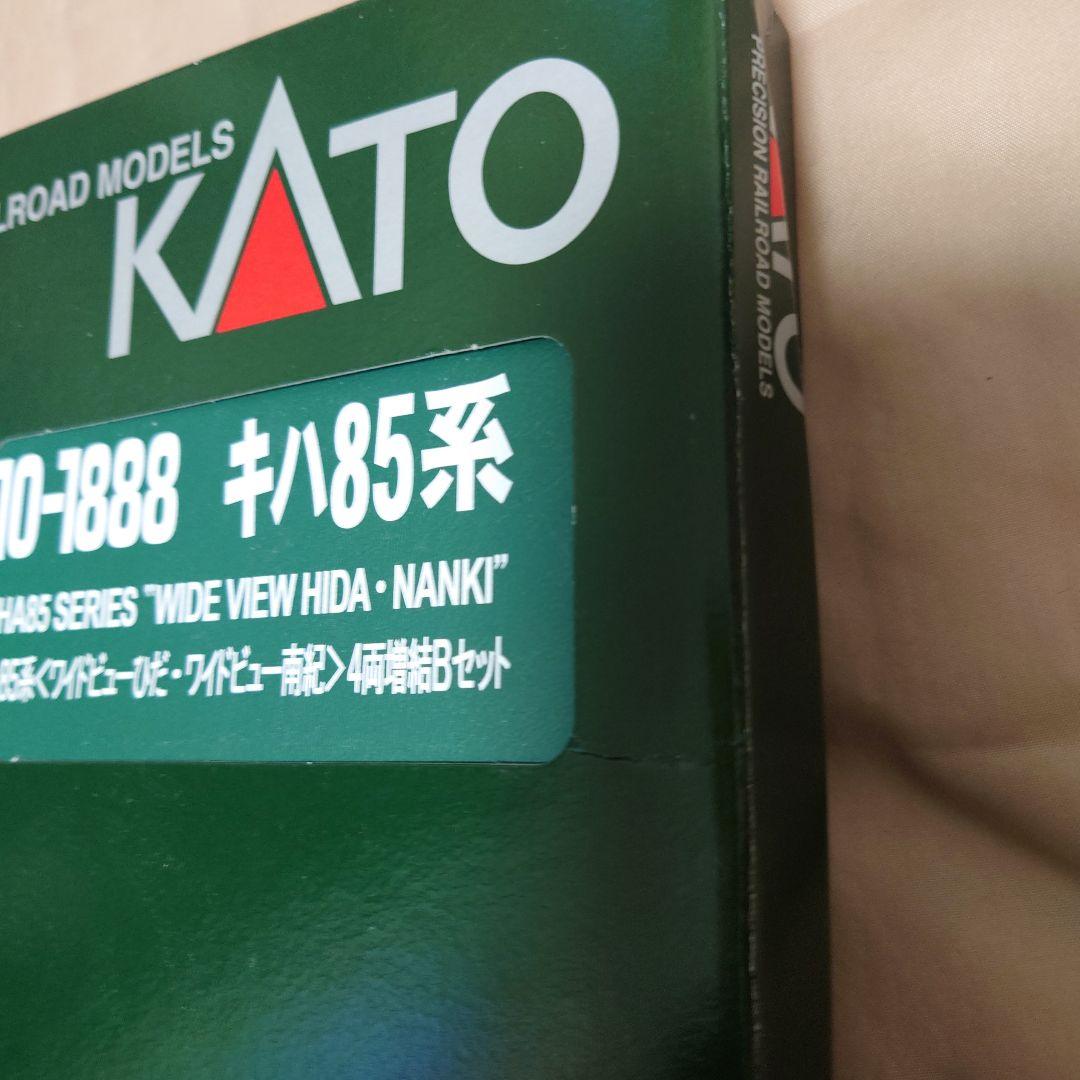 LROAD MODELS
KATO
10-1888 キハ85系
HA85 SERIES "WIDE VIEW HIDA・NANKI"
85系<ワイドビューひだ・ワイドビュー南紀>4両増結Bセット
KATO
PRECISION RAILROAD MODELS